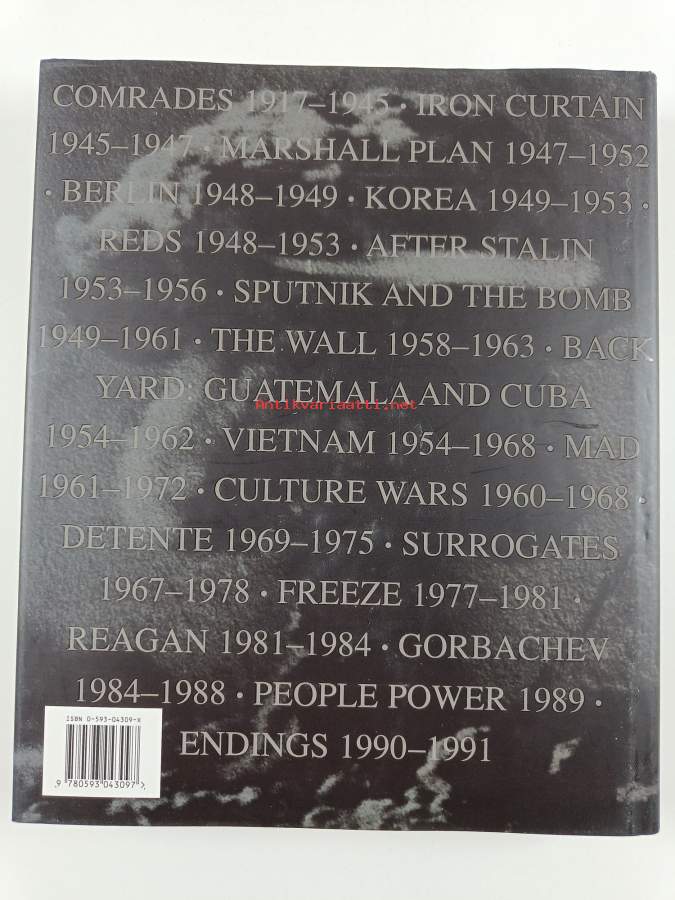 COMRADES 1917–1945 · IRON CURTAIN
1945–1947 · MARSHALL PLAN 1947–1952
· BERLIN 1948–1949 · KOREA 1949–1953 ·
REDS 1948–1953 · AFTER STALIN
1953–1956 · SPUTNIK AND THE BOMB
1949–1961 · THE WALL 1958–1963 · BACK
YARD: GUATEMALA AND CUBA
Antikvariaatti.net
1954–1962 · VIETNAM 1954–1968 · MAD
1961–1972 · CULTURE WARS 1960–1968 ·
DETENTE 1969–1975 · SURROGATES
1967–1978 · FREEZE 1977–1981 ·
REAGAN 1981–1984 · GORBACHEV
1984–1988 · PEOPLE POWER 1989 ·
ENDINGS 1990–1991
ISBN 0-593-04309-X
9 780593 043097 >